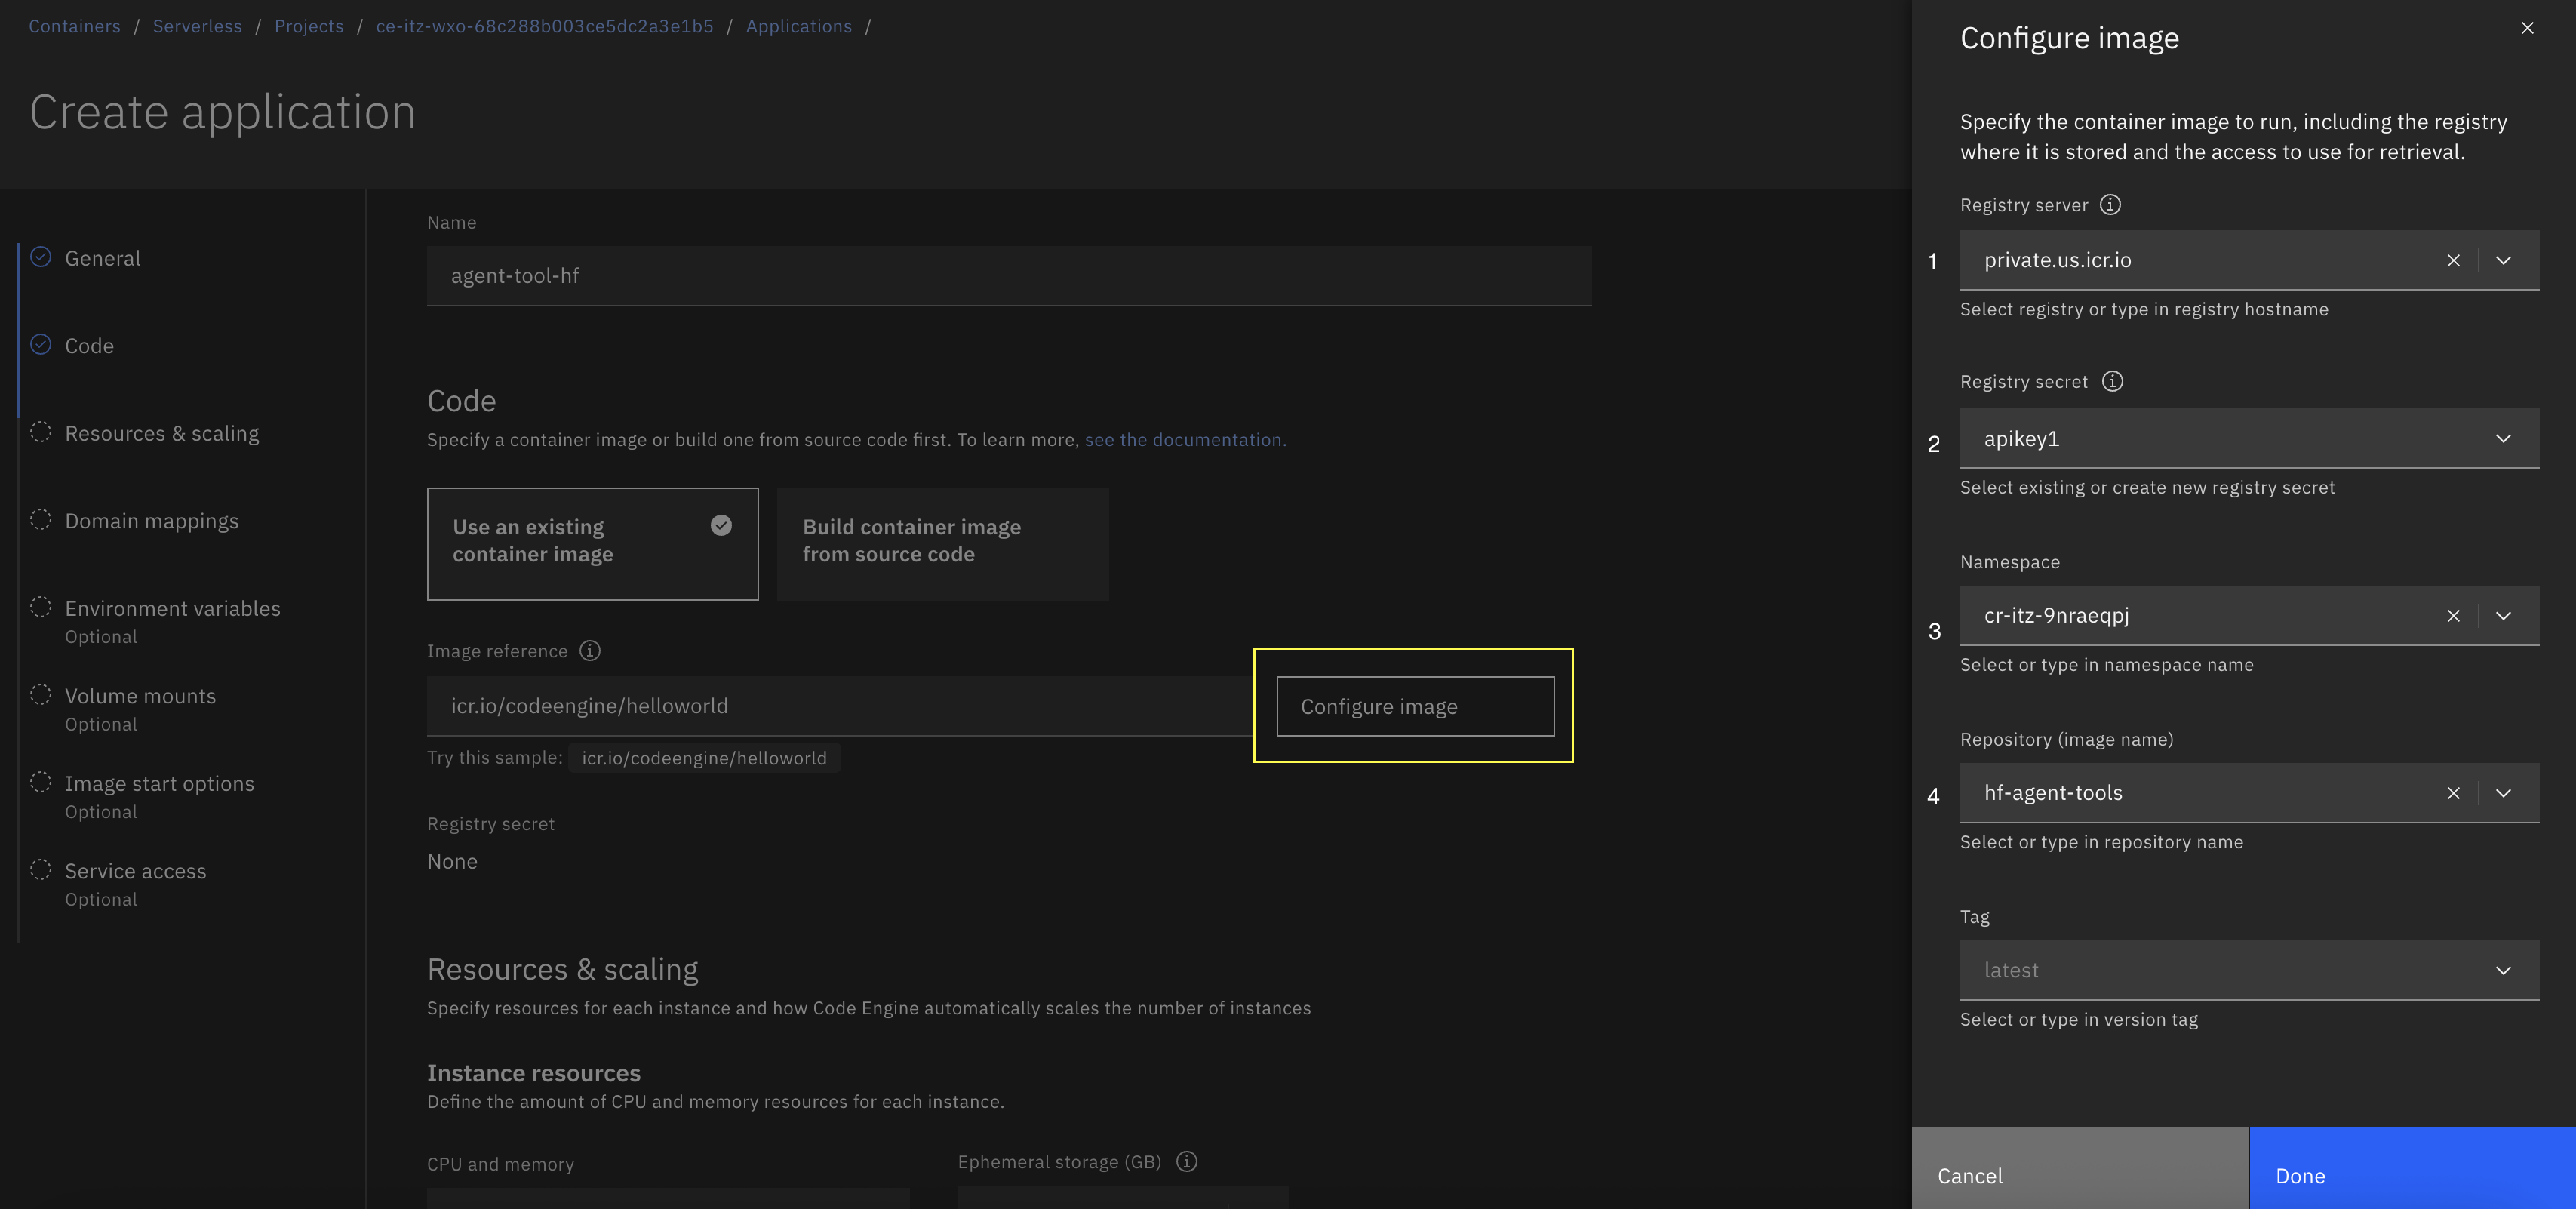 Containers / Serverless / Projects / ce-itz-wxo-68c288b003ce5dc2a3e1b5 / Applications /
Create application
General
Code
Resources & scaling
Domain mappings
Environment variables
Optional
Volume mounts
Optional
Image start options
Optional
Service access
Optional
Name
agent-tool-hf
Code
Specify a container image or build one from source code first. To learn more, see the documentation.
Use an existing
container image
Build container image
from source code
Image reference
icr.io/codeengine/helloworld
Configure image
Try this sample: icr.io/codeengine/helloworld
Registry secret
None
Resources & scaling
Specify resources for each instance and how Code Engine automatically scales the number of instances
Instance resources
Define the amount of CPU and memory resources for each instance.
CPU and memory
Ephemeral storage (GB)
Configure image
Specify the container image to run, including the registry
where it is stored and the access to use for retrieval.
Registry server
1 private.us.icr.io
Select registry or type in registry hostname
Registry secret
2 apikey1
Select existing or create new registry secret
Namespace
3 cr-itz-9nraeqpj
Select or type in namespace name
Repository (image name)
4 hf-agent-tools
Select or type in repository name
Tag
latest
Select or type in version tag
Cancel
Done